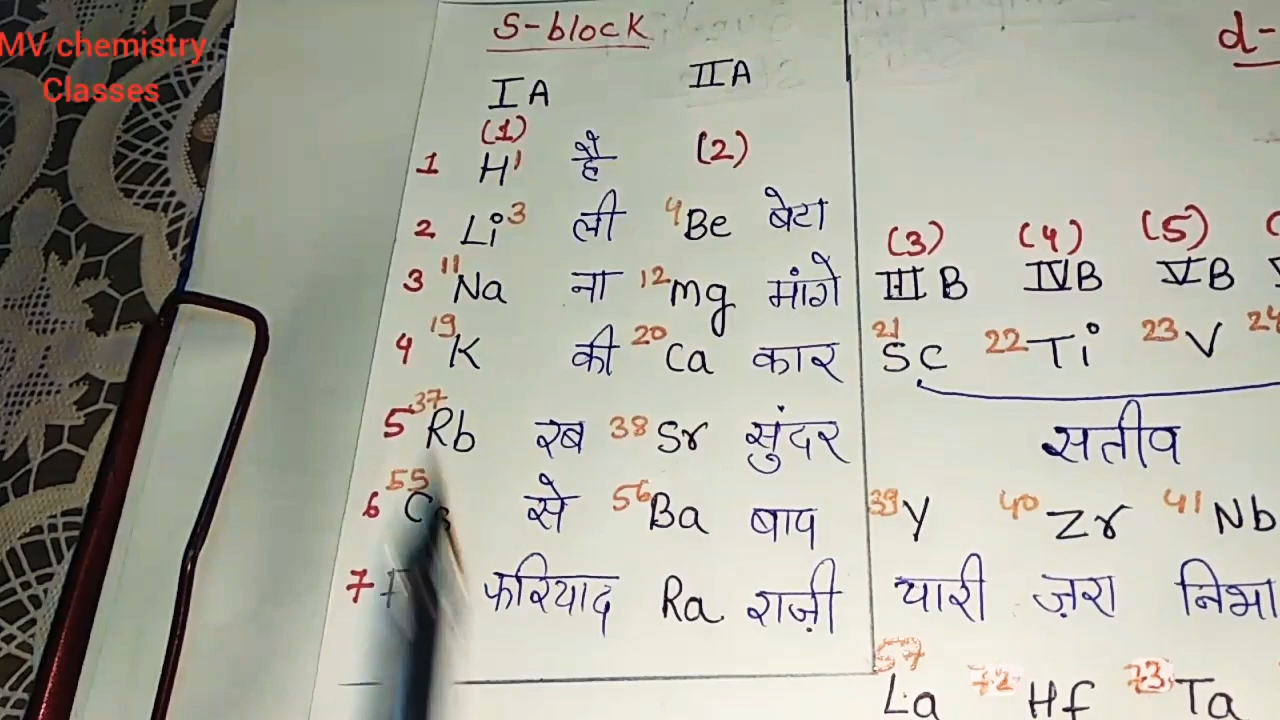 MV chemistry
Classes
S-block
d-
IA IIA
(1) (2)
1 H¹ है
2 Li³ ली ⁴Be बेटा
3 ¹¹Na ना ¹²Mg मांगे
4 ¹⁹K की ²⁰Ca कार
5 ³⁷Rb रब ³⁸Sr सुंदर
6 ⁵⁵Cs से ⁵⁶Ba बाप
7 फरियाद Ra राज़ी
(3) (4) (5)
IIIB IVB VB
²¹Sc ²²Ti ²³V ²⁴
सतीव
³⁹Y ⁴⁰Zr ⁴¹Nb
यारी ज़रा निभा
⁵⁷La ⁷²Hf ⁷³Ta